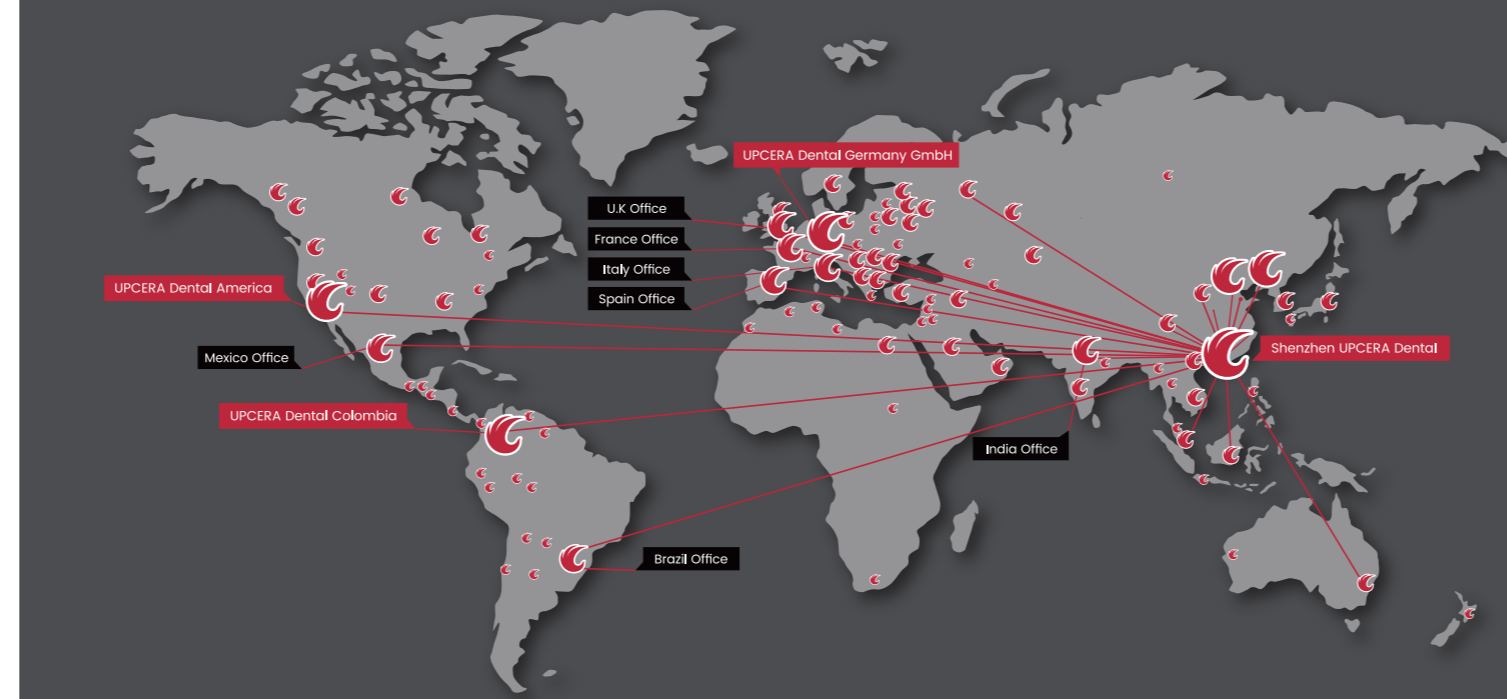 UPCERA Dental Germany GmbH
U.K Office
France Office
Italy Office
Spain Office
UPCERA Dental America
Mexico Office
UPCERA Dental Colombia
Shenzhen UPCERA Dental
India Office
Brazil Office